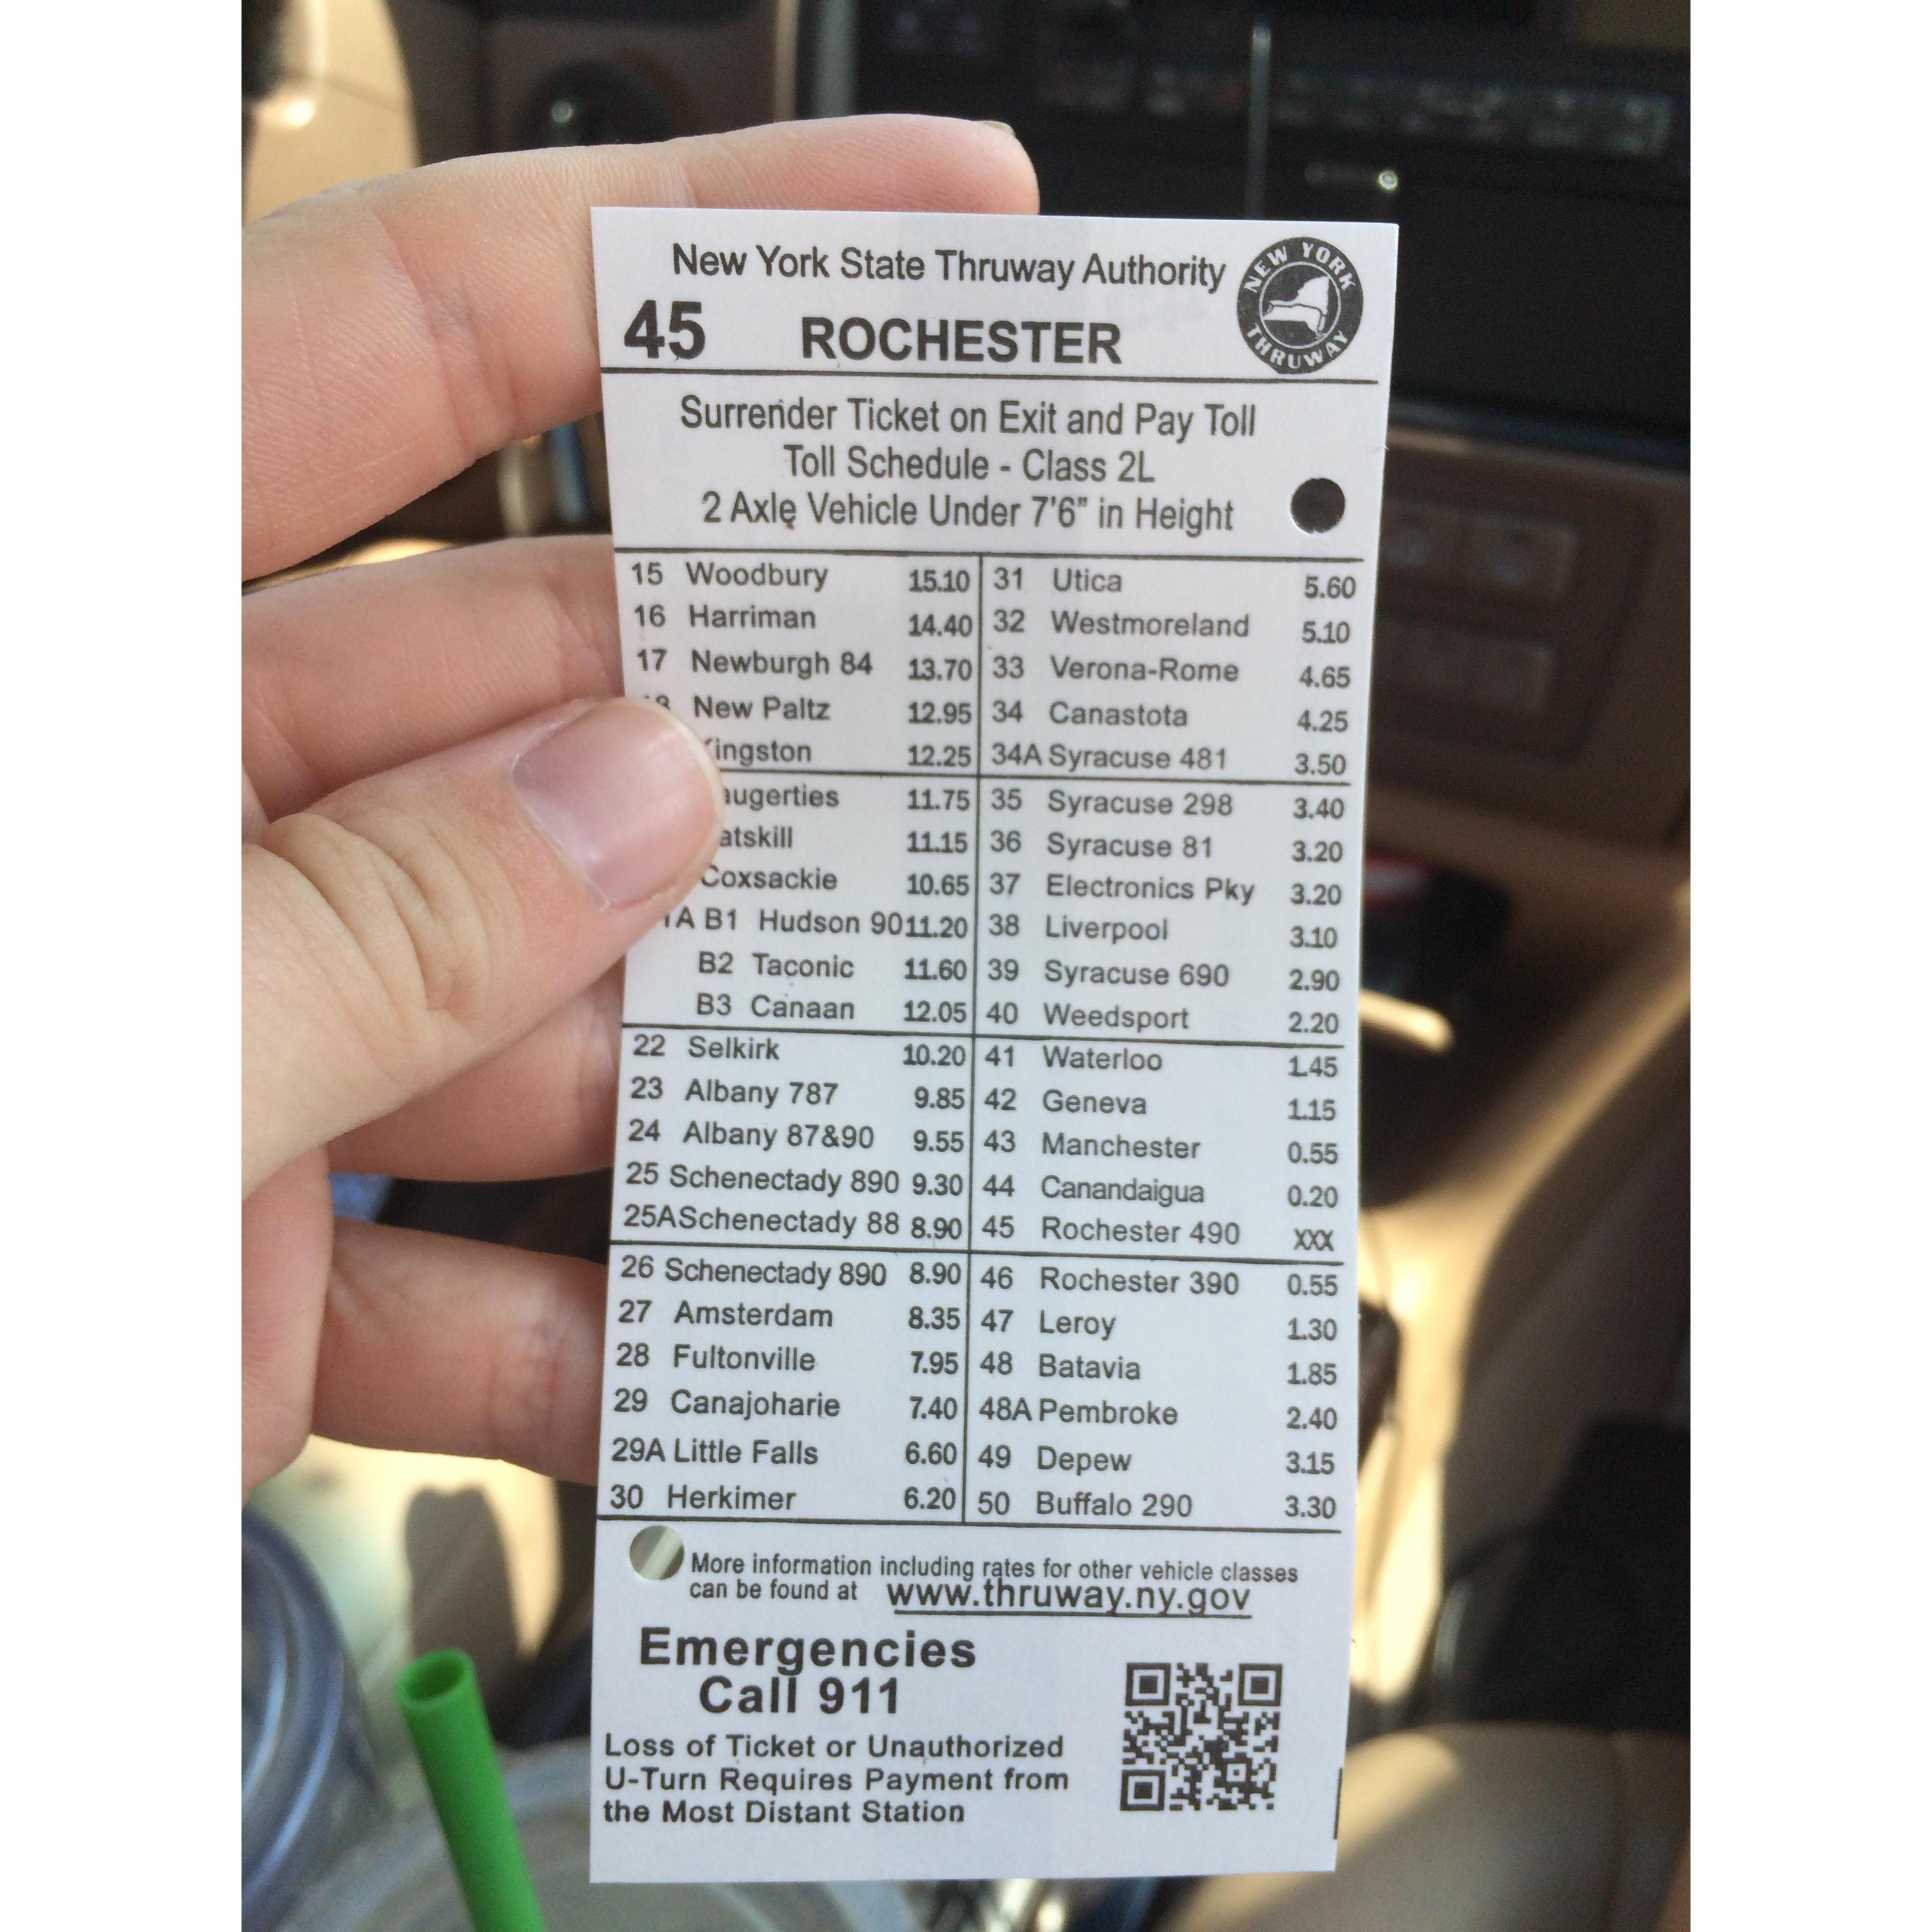 New York State Thruway Authority
NEW YORK THRUWAY
45 ROCHESTER
Surrender Ticket on Exit and Pay Toll
Toll Schedule - Class 2L
2 Axle Vehicle Under 7'6" in Height
15 Woodbury 15.10
16 Harriman 14.40
17 Newburgh 84 13.70
New Paltz 12.95
12.25
11.75
11.15
Coxsackie 10.65
B1 Hudson 90 11.20
B2 Taconic 11.60
B3 Canaan 12.05
22 Selkirk 10.20
23 Albany 787 9.85
24 Albany 87&90 9.55
25 Schenectady 890 9.30
25A Schenectady 88 8.90
26 Schenectady 890 8.90
27 Amsterdam 8.35
28 Fultonville 7.95
29 Canajoharie 7.40
29A Little Falls 6.60
30 Herkimer 6.20
31 Utica 5.60
32 Westmoreland 5.10
33 Verona-Rome 4.65
34 Canastota 4.25
34A Syracuse 481 3.50
35 Syracuse 298 3.40
36 Syracuse 81 3.20
37 Electronics Pky 3.20
38 Liverpool 3.10
39 Syracuse 690 2.90
40 Weedsport 2.20
41 Waterloo 1.45
42 Geneva 1.15
43 Manchester 0.55
44 Canandaigua 0.20
45 Rochester 490 XXX
46 Rochester 390 0.55
47 Leroy 1.30
48 Batavia 1.85
48A Pembroke 2.40
49 Depew 3.15
50 Buffalo 290 3.30
More information including rates for other vehicle classes
can be found at www.thruway.ny.gov
Emergencies
Call 911
Loss of Ticket or Unauthorized
U-Turn Requires Payment from
the Most Distant Station